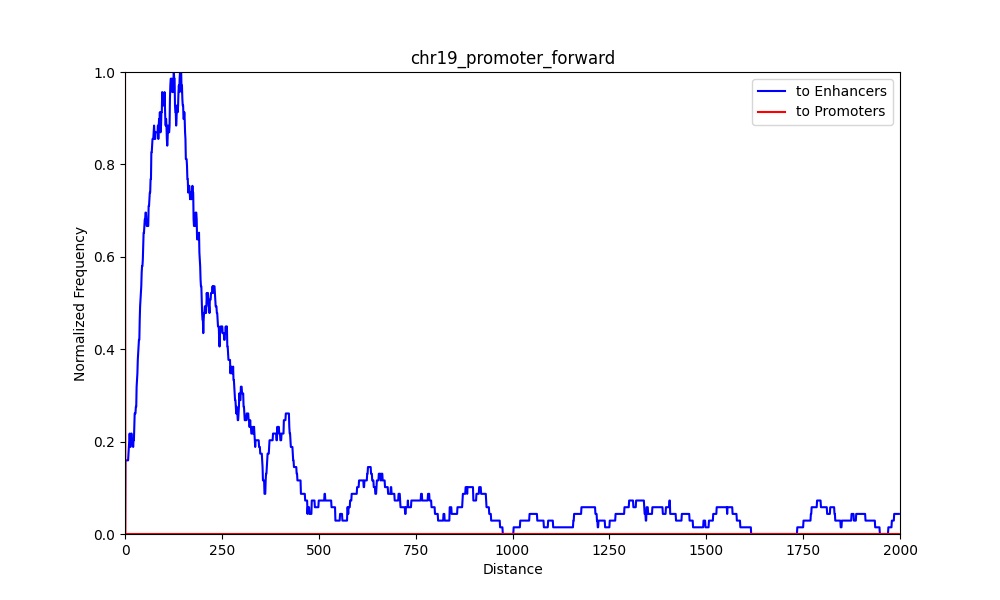 chr19_promoter_forward
to Enhancers
to Promoters
1.0
0.8
0.6
0.4
0.2
0.0
Normalized Frequency
0 250 500 750 1000 1250 1500 1750 2000
Distance